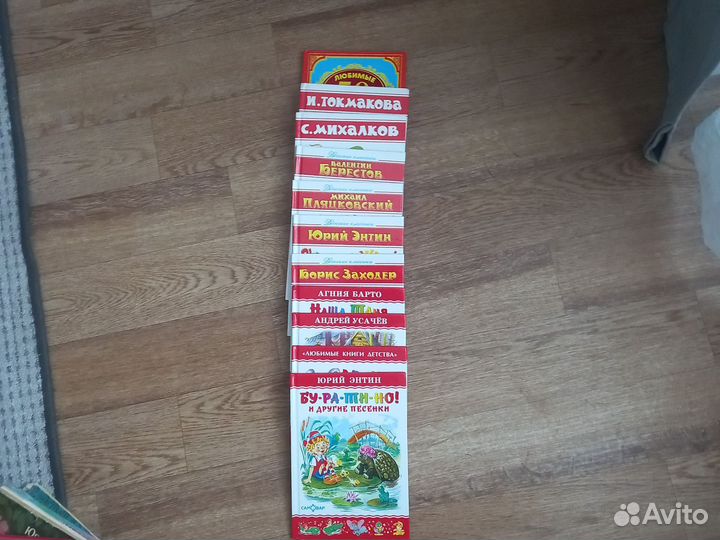 ЛЮБИМЫЕ
И.ТОКМАКОВА
С.МИХАЛКОВ
ВАЛЕНТИН
БЕРЕСТОВ
МИХАИЛ
ПЛЯЦКОВСКИЙ
ЮРИЙ ЭНТИН
БОРИС ЗАХОДЕР
АГНИЯ БАРТО
НАША ТАНЯ
АНДРЕЙ УСАЧЁВ
«ЛЮБИМЫЕ КНИГИ ДЕТСТВА»
ЮРИЙ ЭНТИН
БУ-РА-ТИ-НО!
И ДРУГИЕ ПЕСЕНКИ
САМОВАР
Avito